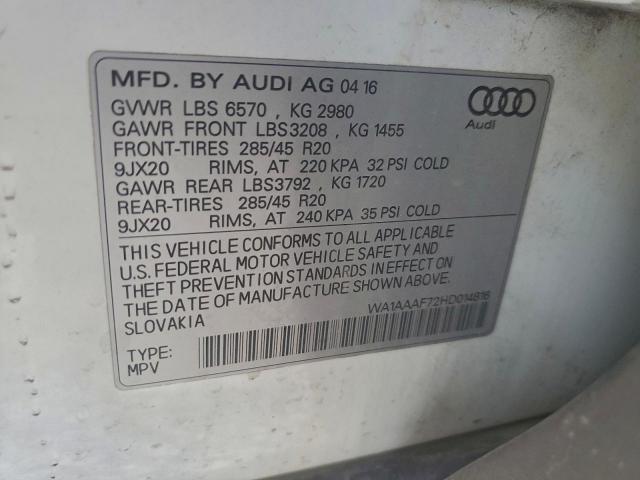 MFD. BY AUDI AG 04 16
GVWR LBS 6570 , KG 2980
GAWR FRONT LBS3208 , KG 1455
FRONT-TIRES 285/45 R20
9JX20 RIMS, AT 220 KPA 32 PSI COLD
GAWR REAR LBS3792 , KG 1720
REAR-TIRES 285/45 R20
9JX20 RIMS, AT 240 KPA 35 PSI COLD
Audi
THIS VEHICLE CONFORMS TO ALL APPLICABLE
U.S. FEDERAL MOTOR VEHICLE SAFETY AND
THEFT PREVENTION STANDARDS IN EFFECT ON
THE DATE OF MANUFACTURE SHOWN ABOVE.
SLOVAKIA
WA1AAAF72HD014816
TYPE:
MPV